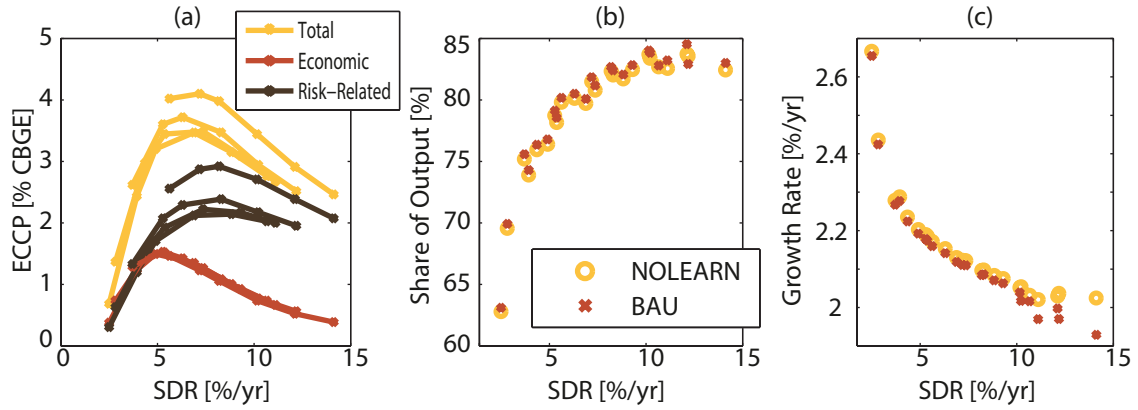 (a)
Total
Economic
Risk-Related
ECCP [% CBGE]
5
4
3
2
1
0
0 5 10 15
SDR [%/yr]
(b)
Share of Output [%]
85
80
75
70
65
60
0 5 10 15
SDR [%/yr]
NOLEARN
BAU
(c)
Growth Rate [%/yr]
2.6
2.4
2.2
2
5 10 15
SDR [%/yr]